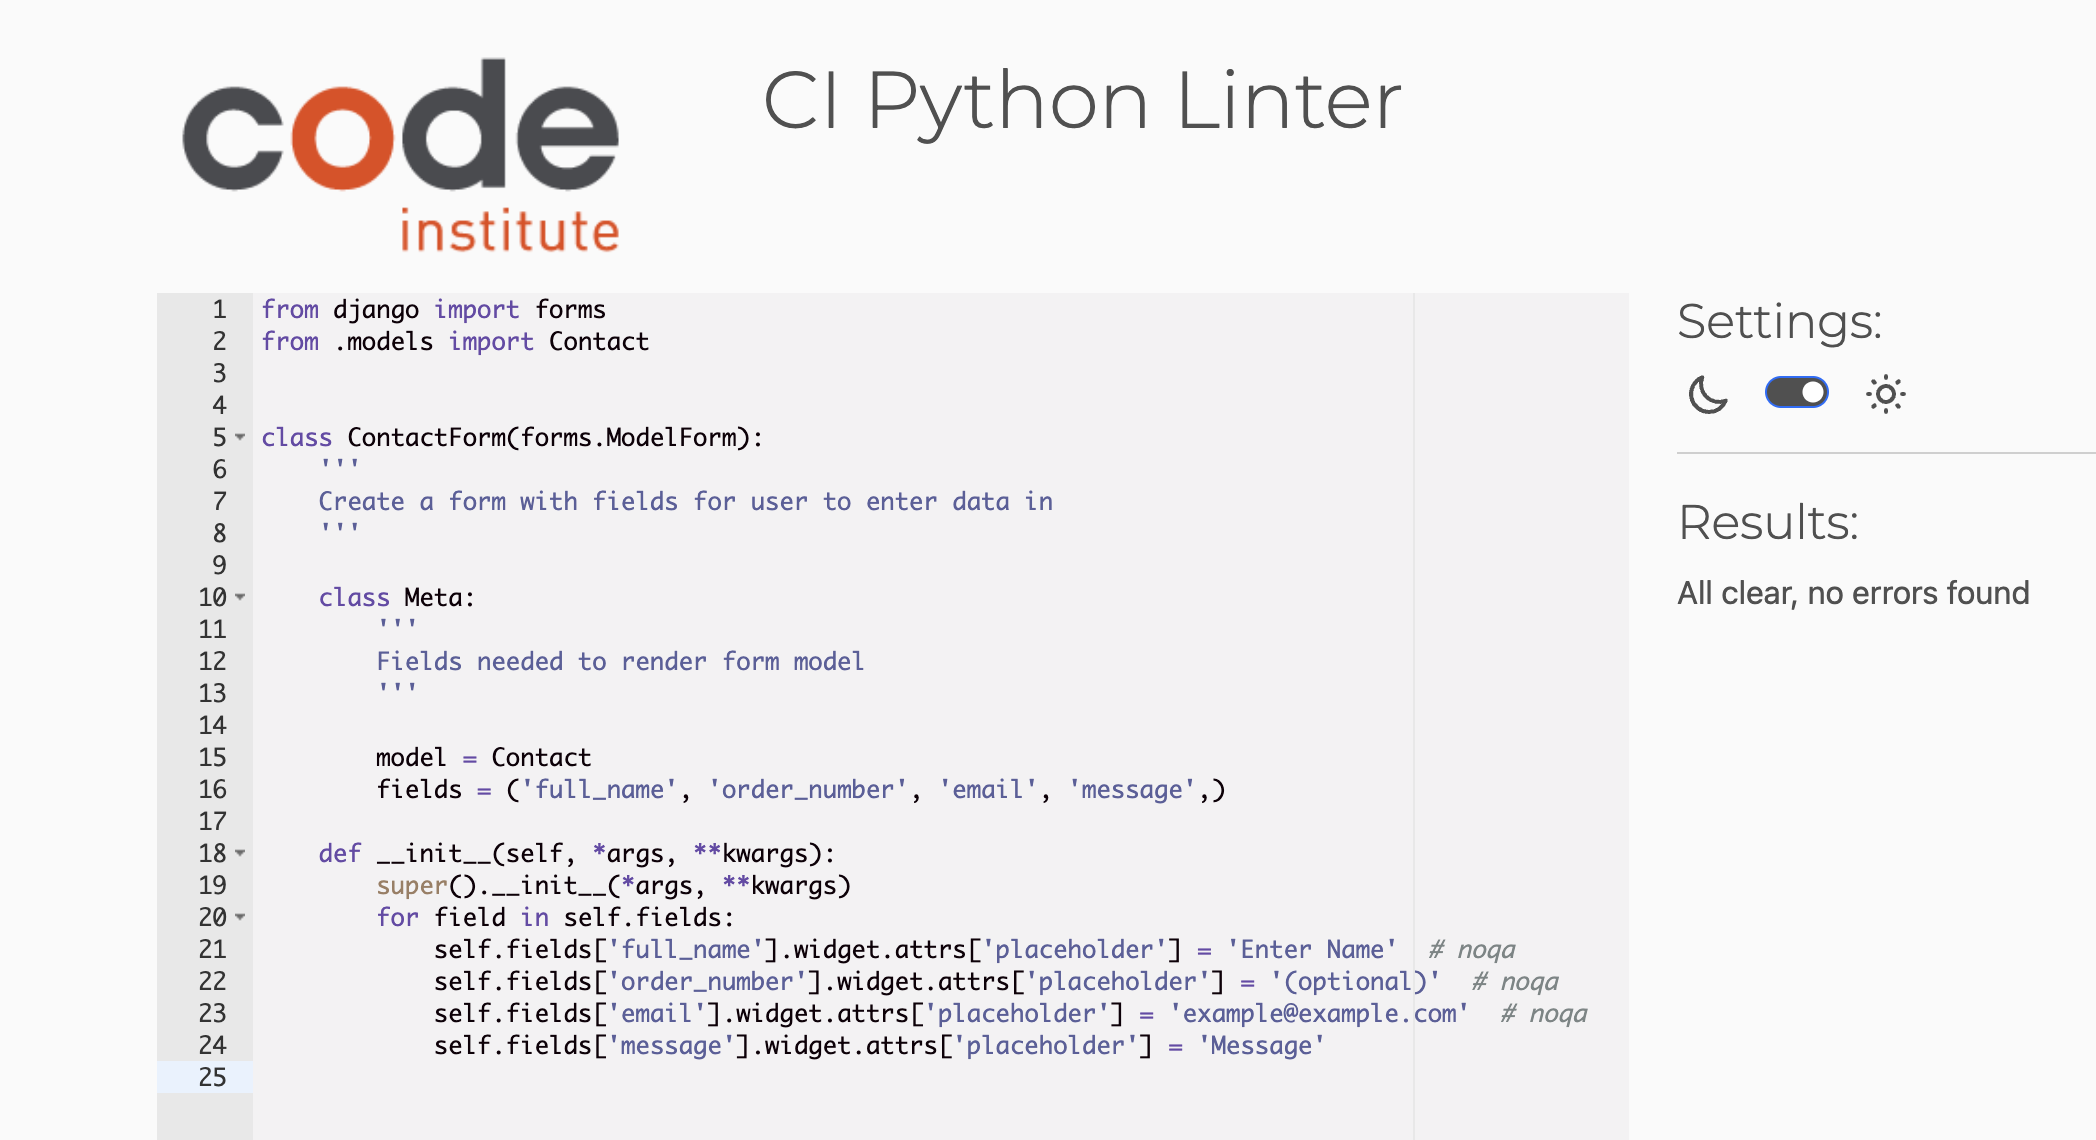 code
institute
CI Python Linter
1 from django import forms
2 from .models import Contact
3
4
5 class ContactForm(forms.ModelForm):
6     '''
7     Create a form with fields for user to enter data in
8     '''
9
10     class Meta:
11         '''
12         Fields needed to render form model
13         '''
14
15         model = Contact
16         fields = ('full_name', 'order_number', 'email', 'message',)
17
18     def __init__(self, *args, **kwargs):
19         super().__init__(*args, **kwargs)
20         for field in self.fields:
21             self.fields['full_name'].widget.attrs['placeholder'] = 'Enter Name'  # noqa
22             self.fields['order_number'].widget.attrs['placeholder'] = '(optional)'  # noqa
23             self.fields['email'].widget.attrs['placeholder'] = 'example@example.com'  # noqa
24             self.fields['message'].widget.attrs['placeholder'] = 'Message'
25
Settings:
Results:
All clear, no errors found